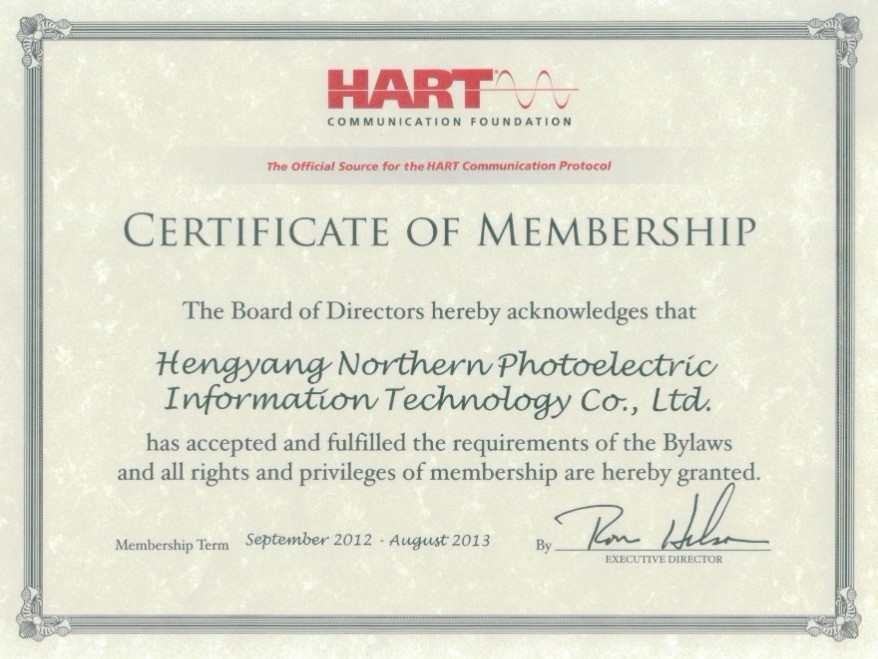 HART
COMMUNICATION FOUNDATION
The Official Source for the HART Communication Protocol
CERTIFICATE OF MEMBERSHIP
The Board of Directors hereby acknowledges that
Hengyang Northern Photoelectric
Information Technology Co., Ltd.
has accepted and fulfilled the requirements of the Bylaws
and all rights and privileges of membership are hereby granted.
Membership Term September 2012 - August 2013 By Ron Helson
EXECUTIVE DIRECTOR